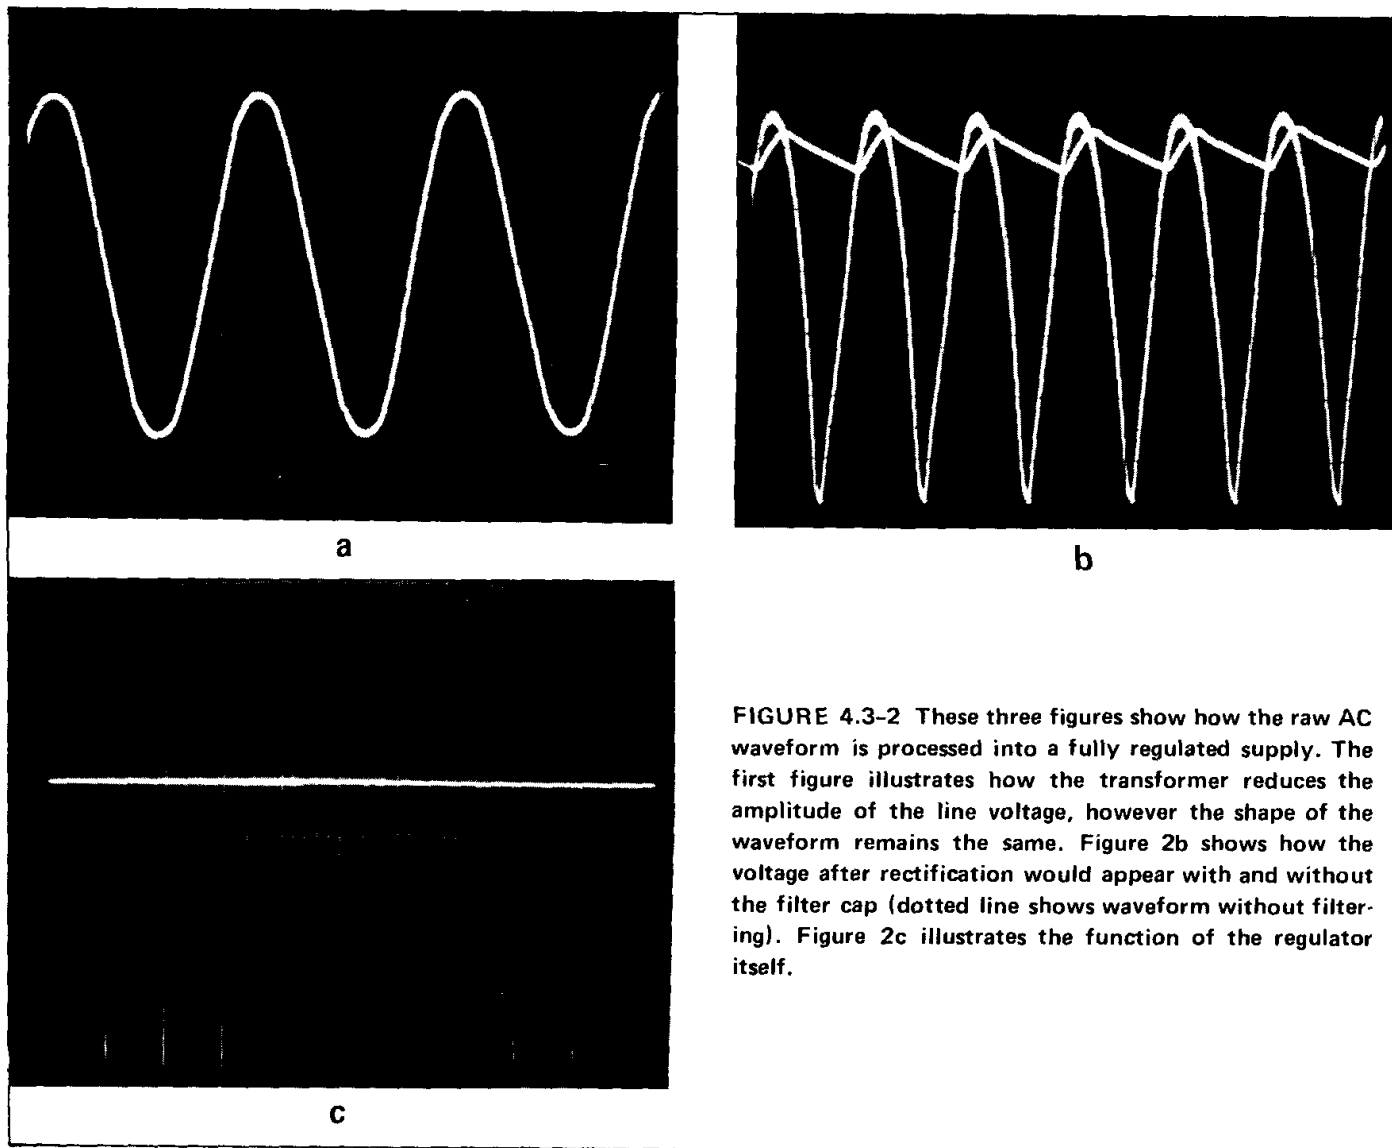 a
b
c
FIGURE 4.3-2 These three figures show how the raw AC
waveform is processed into a fully regulated supply. The
first figure illustrates how the transformer reduces the
amplitude of the line voltage, however the shape of the
waveform remains the same. Figure 2b shows how the
voltage after rectification would appear with and without
the filter cap (dotted line shows waveform without filter-
ing). Figure 2c illustrates the function of the regulator
itself.